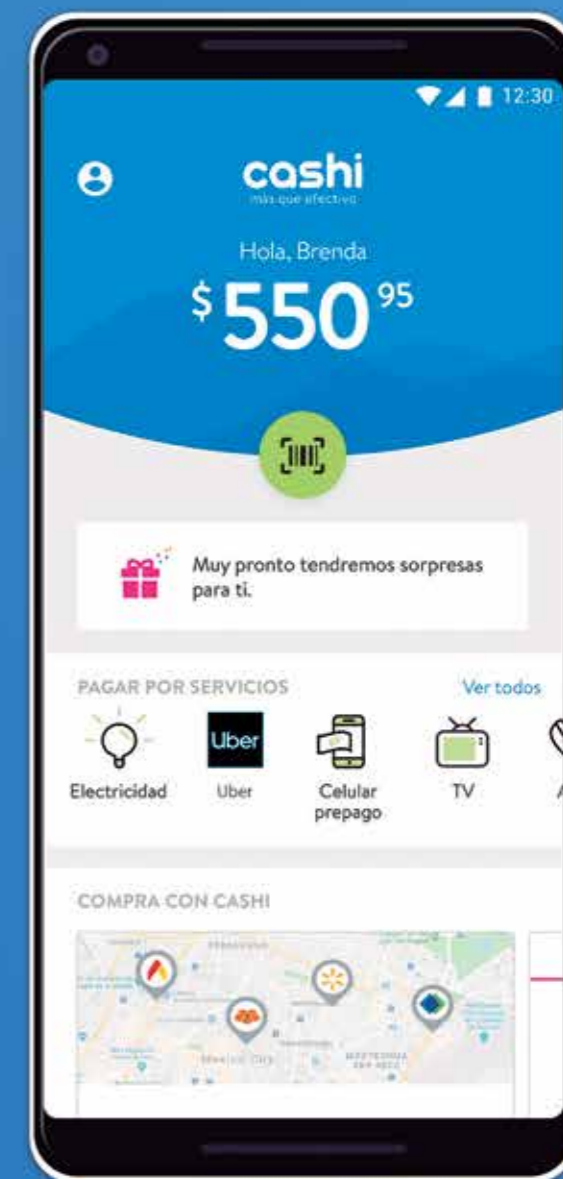 12:30
cashi
más que efectivo
Hola, Brenda
$550 95
Muy pronto tendremos sorpresas
para ti.
PAGAR POR SERVICIOS
Ver todos
Uber
Electricidad
Uber
Celular
prepago
TV
COMPRA CON CASHI
Mexico City